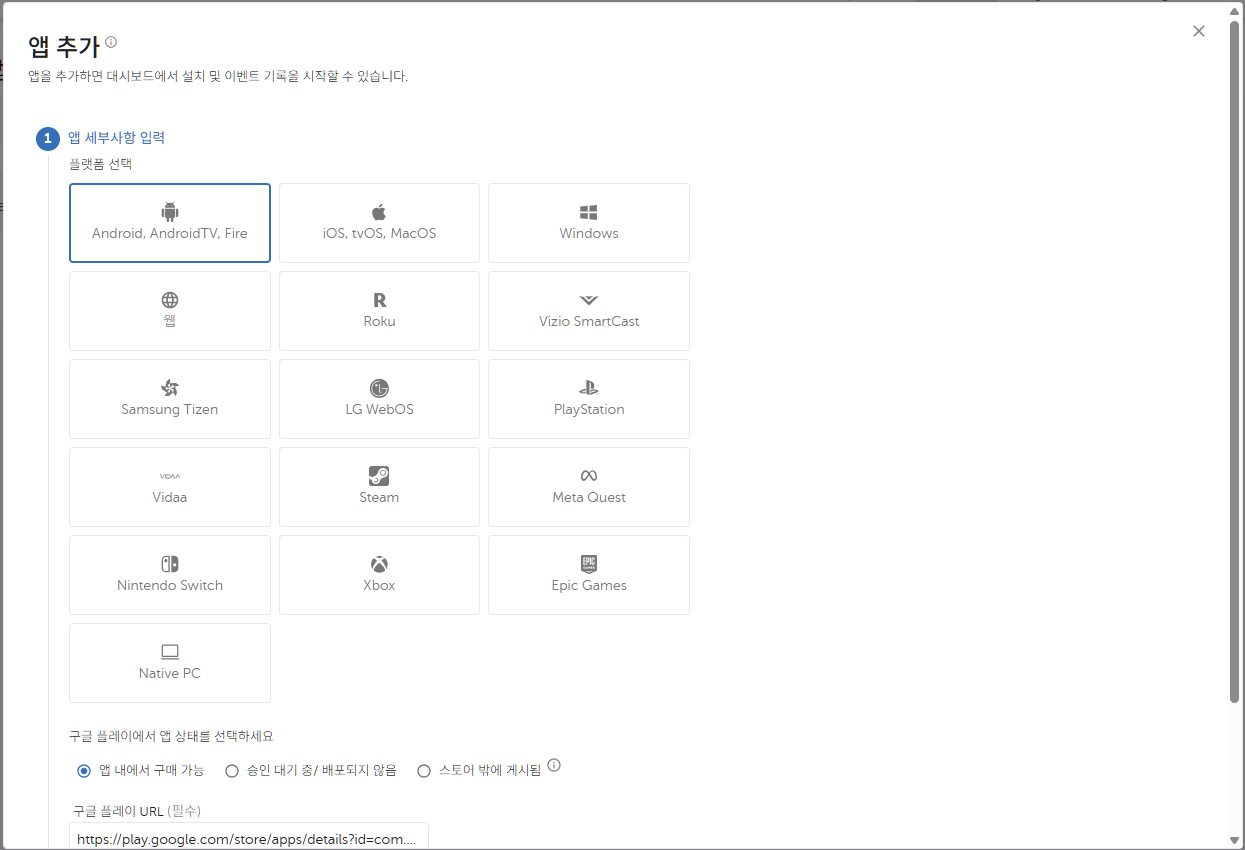 앱 추가
앱을 추가하면 대시보드에서 설치 및 이벤트 기록을 시작할 수 있습니다.
1 앱 세부사항 입력
플랫폼 선택
Android, AndroidTV, Fire
iOS, tvOS, MacOS
Windows
웹
R
Roku
Vizio SmartCast
Samsung Tizen
LG WebOS
PlayStation
VIDAA
Vidaa
Steam
Meta Quest
Nintendo Switch
Xbox
EPIC GAMES
Epic Games
Native PC
구글 플레이에서 앱 상태를 선택하세요
앱 내에서 구매 가능 승인 대기 중/ 배포되지 않음 스토어 밖에 게시됨
구글 플레이 URL (필수)
https://play.google.com/store/apps/details?id=com....